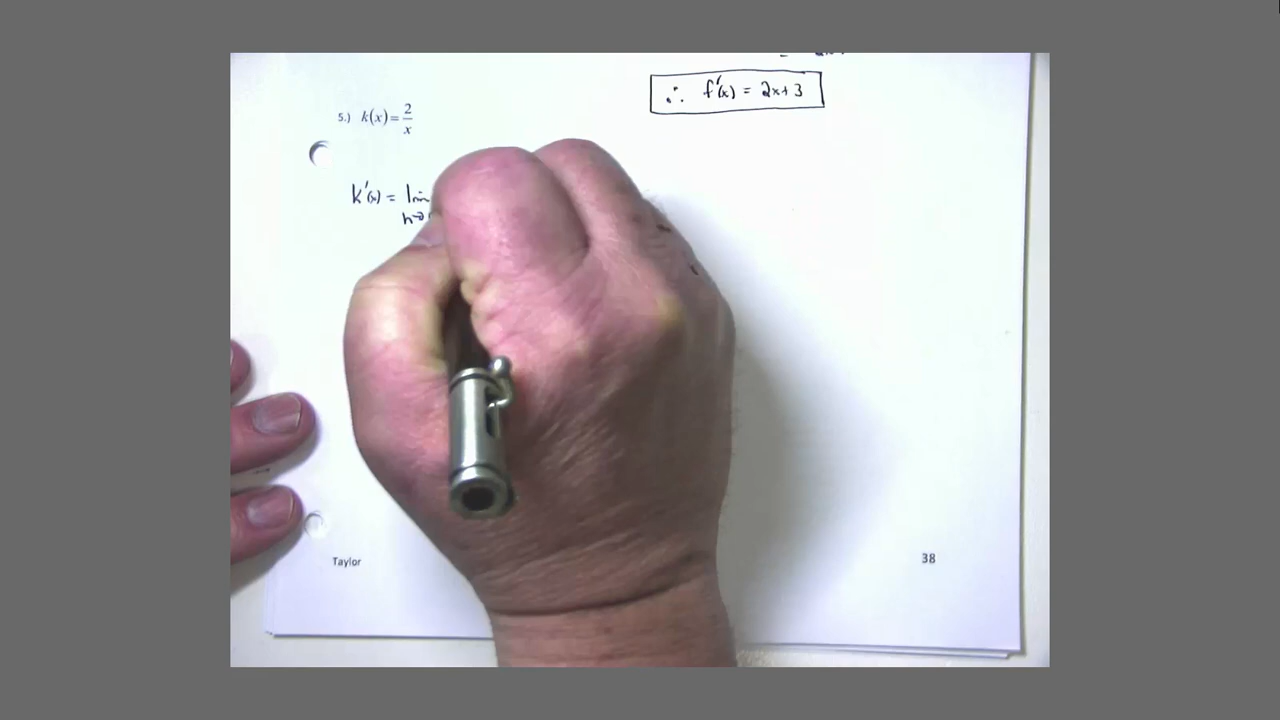 ∴ f'(x) = 2x+3
5.) k(x)=2/x
k'(x) = lim
h→
Taylor
38